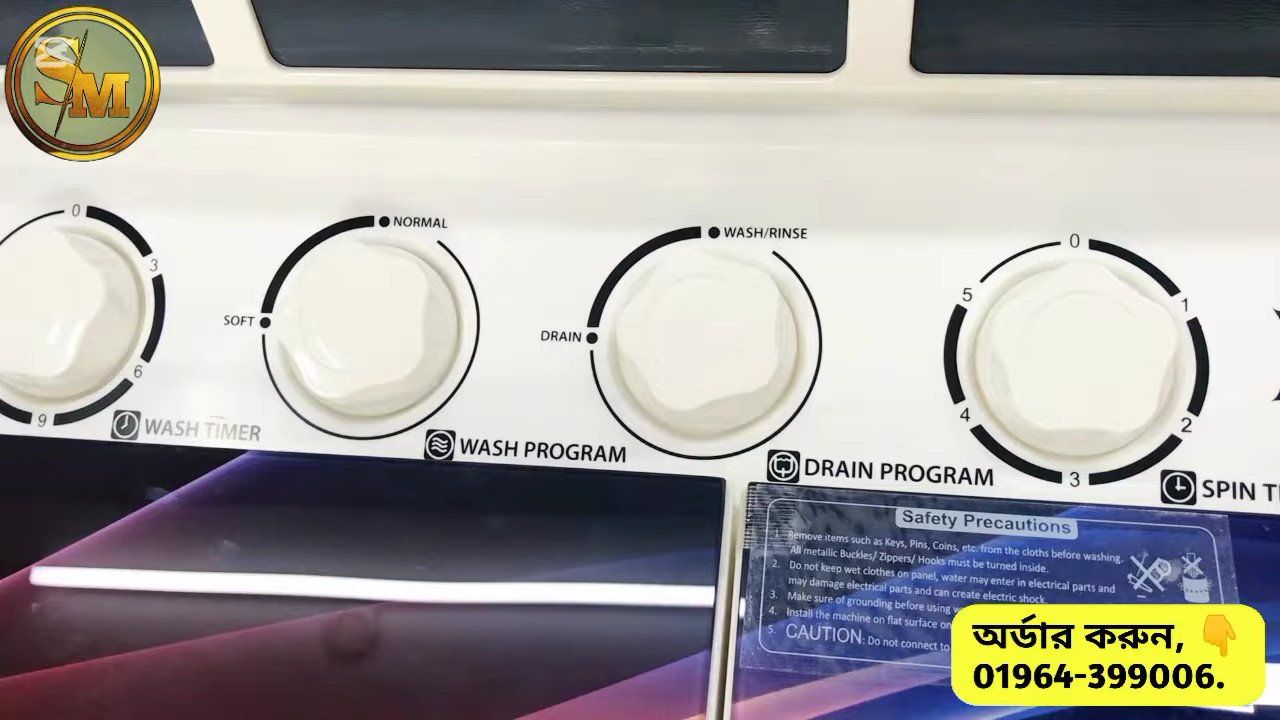 SM
0
3
6
9
WASH TIMER
NORMAL
SOFT
WASH PROGRAM
WASH/RINSE
DRAIN
DRAIN PROGRAM
0
1
2
3
4
5
SPIN
Safety Precautions
1. Remove items such as Keys, Pins, Coins, etc. from the cloths before washing.
All metallic Buckles/ Zippers/ Hooks must be turned inside.
2. Do not keep wet clothes on panel, water may enter in electrical parts and
may damage electrical parts and can create electric shock.
3. Make sure of grounding before using
4. Install the machine on flat surface
5. CAUTION: Do not connect to
অর্ডার করুন, 👇
01964-399006.